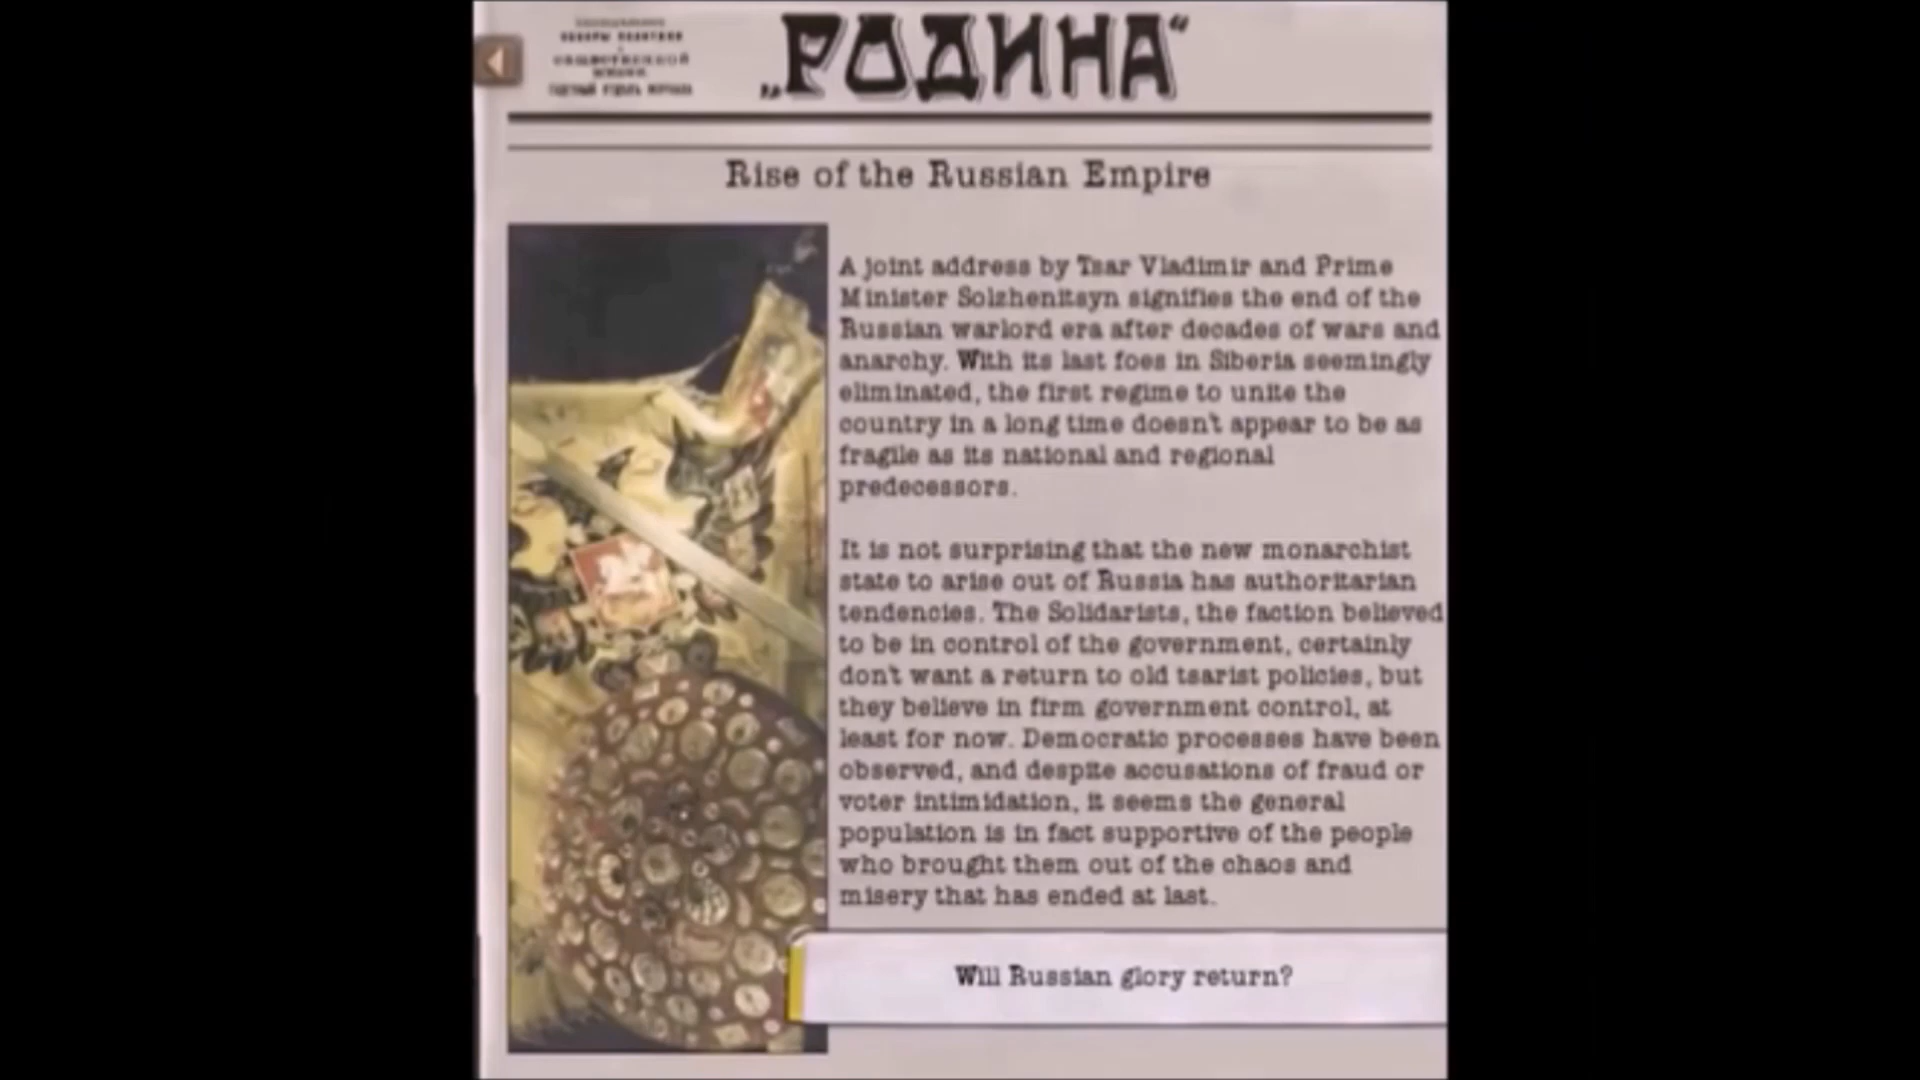 „РОДИНА“
Rise of the Russian Empire
A joint address by Tsar Vladimir and Prime
Minister Solzhenitsyn signifies the end of the
Russian warlord era after decades of wars and
anarchy. With its last foes in Siberia seemingly
eliminated, the first regime to unite the
country in a long time doesn't appear to be as
fragile as its national and regional
predecessors.
It is not surprising that the new monarchist
state to arise out of Russia has authoritarian
tendencies. The Solidarists, the faction believed
to be in control of the government, certainly
don't want a return to old tsarist policies, but
they believe in firm government control, at
least for now. Democratic processes have been
observed, and despite accusations of fraud or
voter intimidation, it seems the general
population is in fact supportive of the people
who brought them out of the chaos and
misery that has ended at last.
Will Russian glory return?